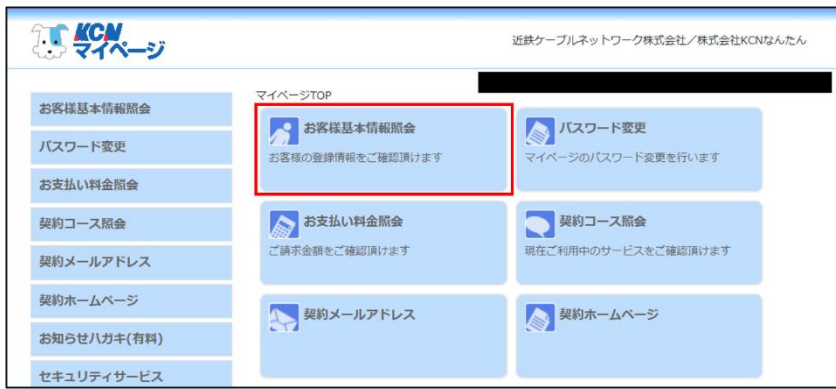 KCN
マイページ
近鉄ケーブルネットワーク株式会社／株式会社KCNなんたん
お客様基本情報照会
パスワード変更
お支払い料金照会
契約コース照会
契約メールアドレス
契約ホームページ
お知らせハガキ(有料)
セキュリティサービス
マイページTOP
お客様基本情報照会
お客様の登録情報をご確認頂けます
パスワード変更
マイページのパスワード変更を行います
お支払い料金照会
ご請求金額をご確認頂けます
契約コース照会
現在ご利用中のサービスをご確認頂けます
契約メールアドレス
契約ホームページ